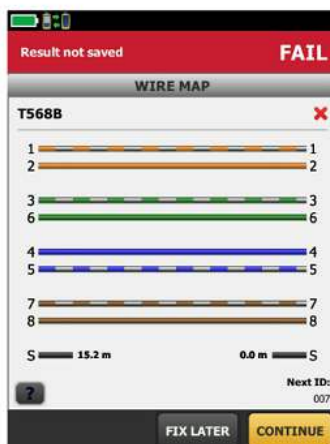 Result not saved FAIL
WIRE MAP
T568B
1 1
2 2
3 3
6 6
4 4
5 5
7 7
8 8
S 15.2 m 0.0 m S
Next ID:
? 007
FIX LATER CONTINUE